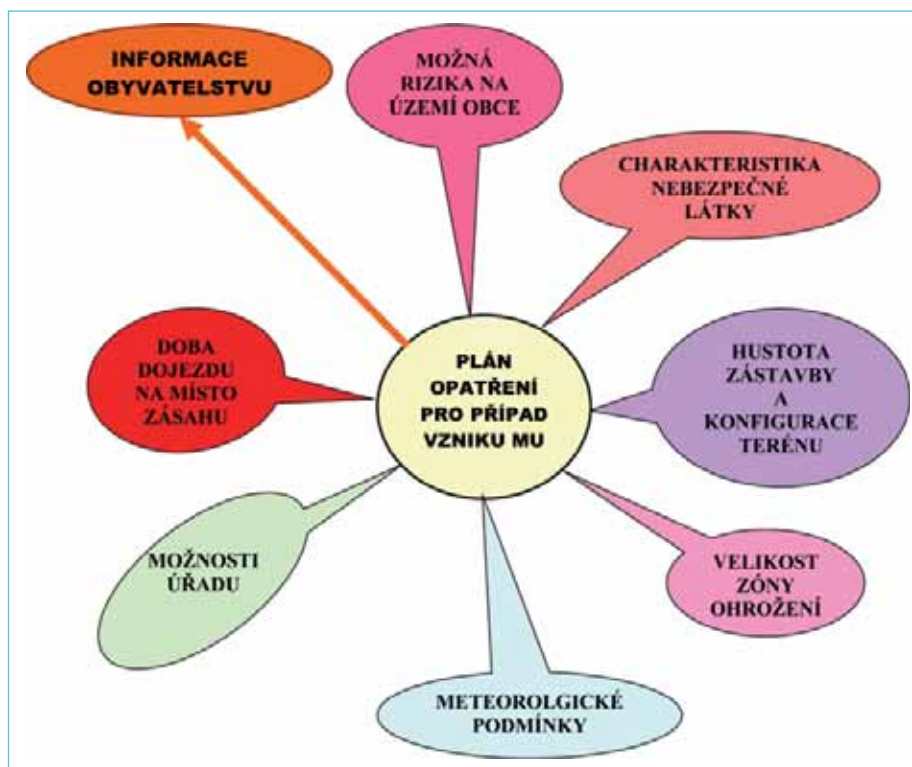 INFORMACE
OBYVATELSTVU
MOŽNÁ
RIZIKA NA
ÚZEMÍ OBCE
CHARAKTERISTIKA
NEBEZPEČNÉ
LÁTKY
DOBA
DOJEZDU
NA MÍSTO
ZÁSAHU
PLÁN
OPATŘENÍ
PRO PŘÍPAD
VZNIKU MU
HUSTOTA
ZÁSTAVBY
A
KONFIGURACE
TERÉNU
MOŽNOSTI
ÚŘADU
VELIKOST
ZÓNY
OHROŽENÍ
METEOROLGICKÉ
PODMÍNKY